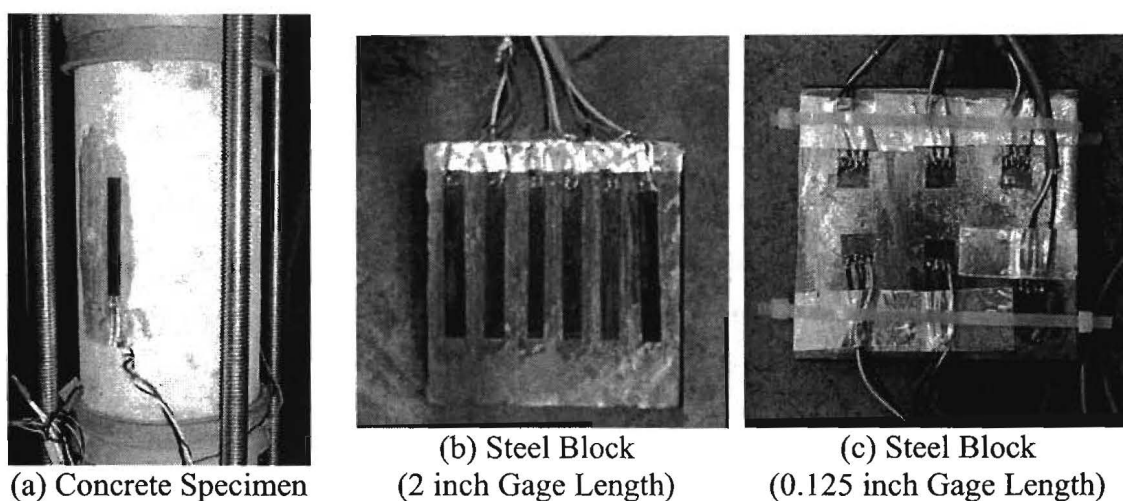 (a) Concrete Specimen
(b) Steel Block
(2 inch Gage Length)
(c) Steel Block
(0.125 inch Gage Length)